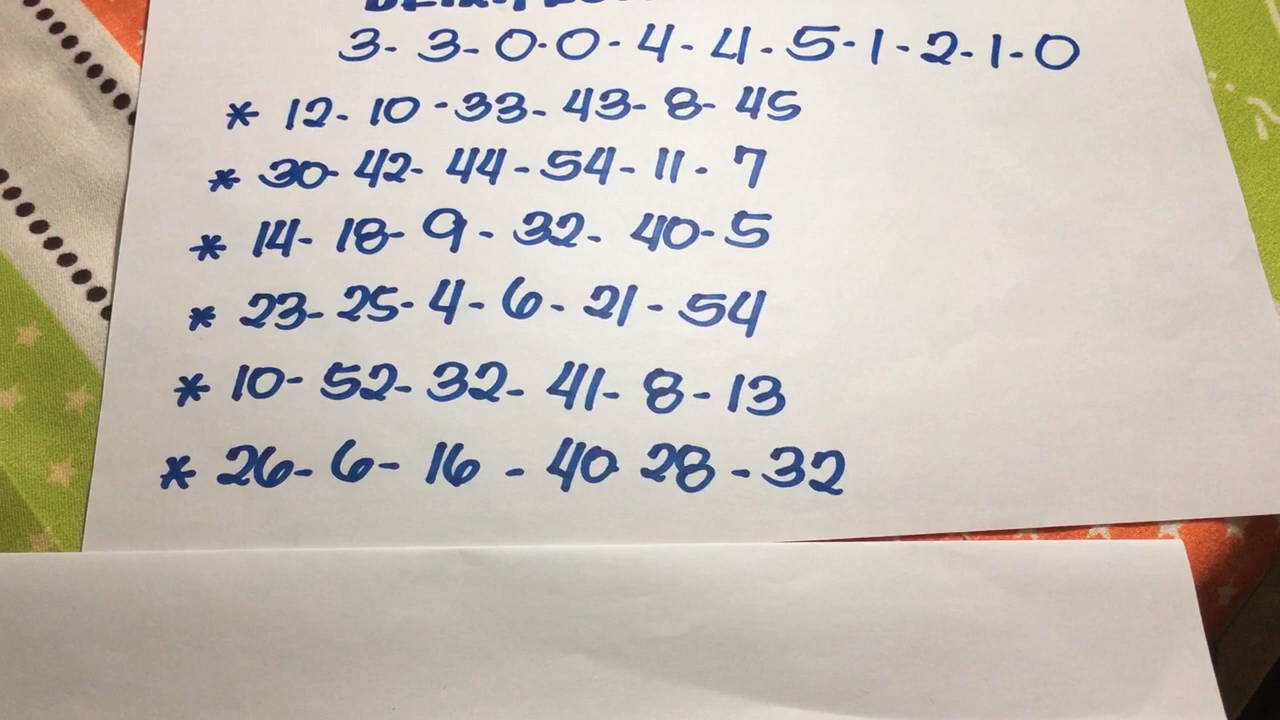 3- 3- 0-0- 4- 4- 5- 1- 2- 1- 0
* 12- 10 -33- 43- 8- 45
* 30- 42- 44- 54- 11- 7
* 14- 18- 9- 32- 40- 5
* 23- 25- 4- 6- 21- 54
* 10- 52- 32- 41- 8- 13
* 26- 6- 16 - 40 28 - 32